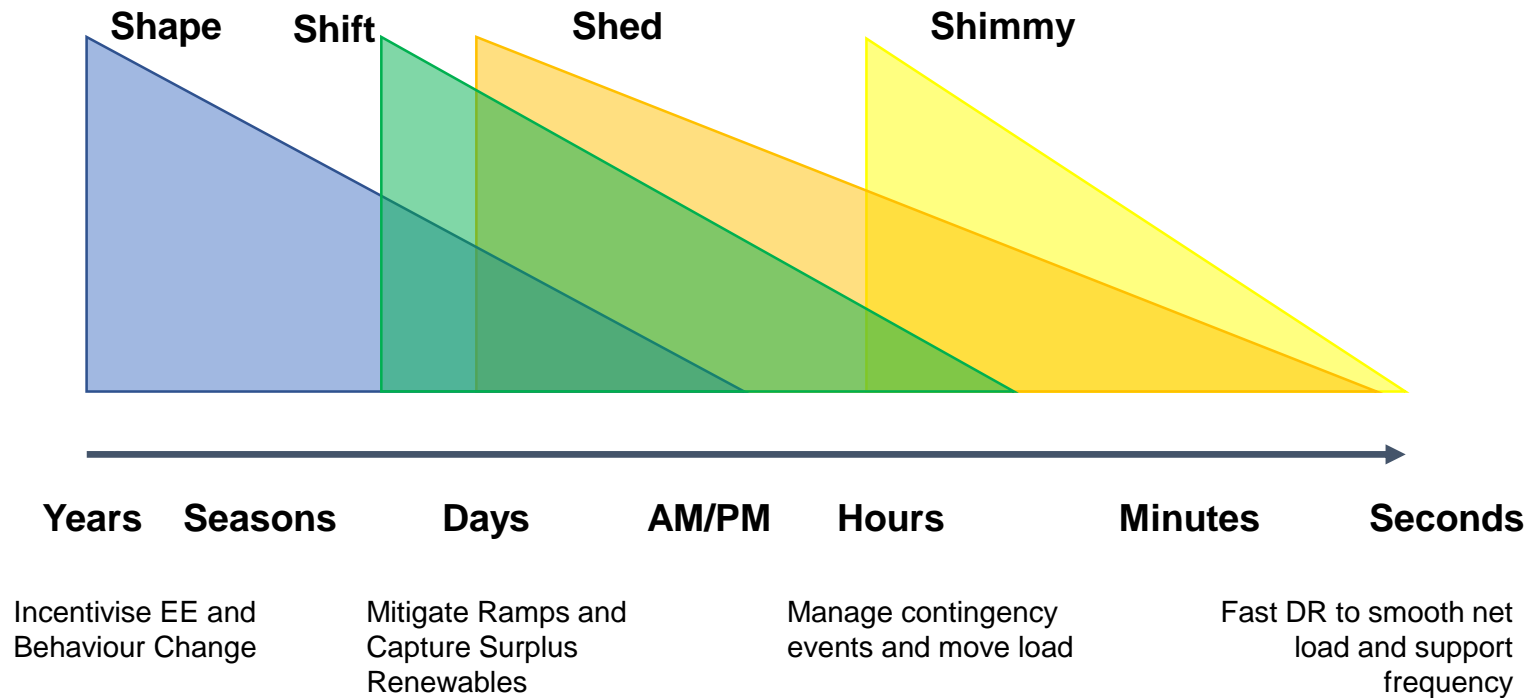 Shape
Shift
Shed
Shimmy
Years
Seasons
Days
AM/PM
Hours
Minutes
Seconds
Incentivise EE and
Behaviour Change
Mitigate Ramps and
Capture Surplus
Renewables
Manage contingency
events and move load
Fast DR to smooth net
load and support
frequency